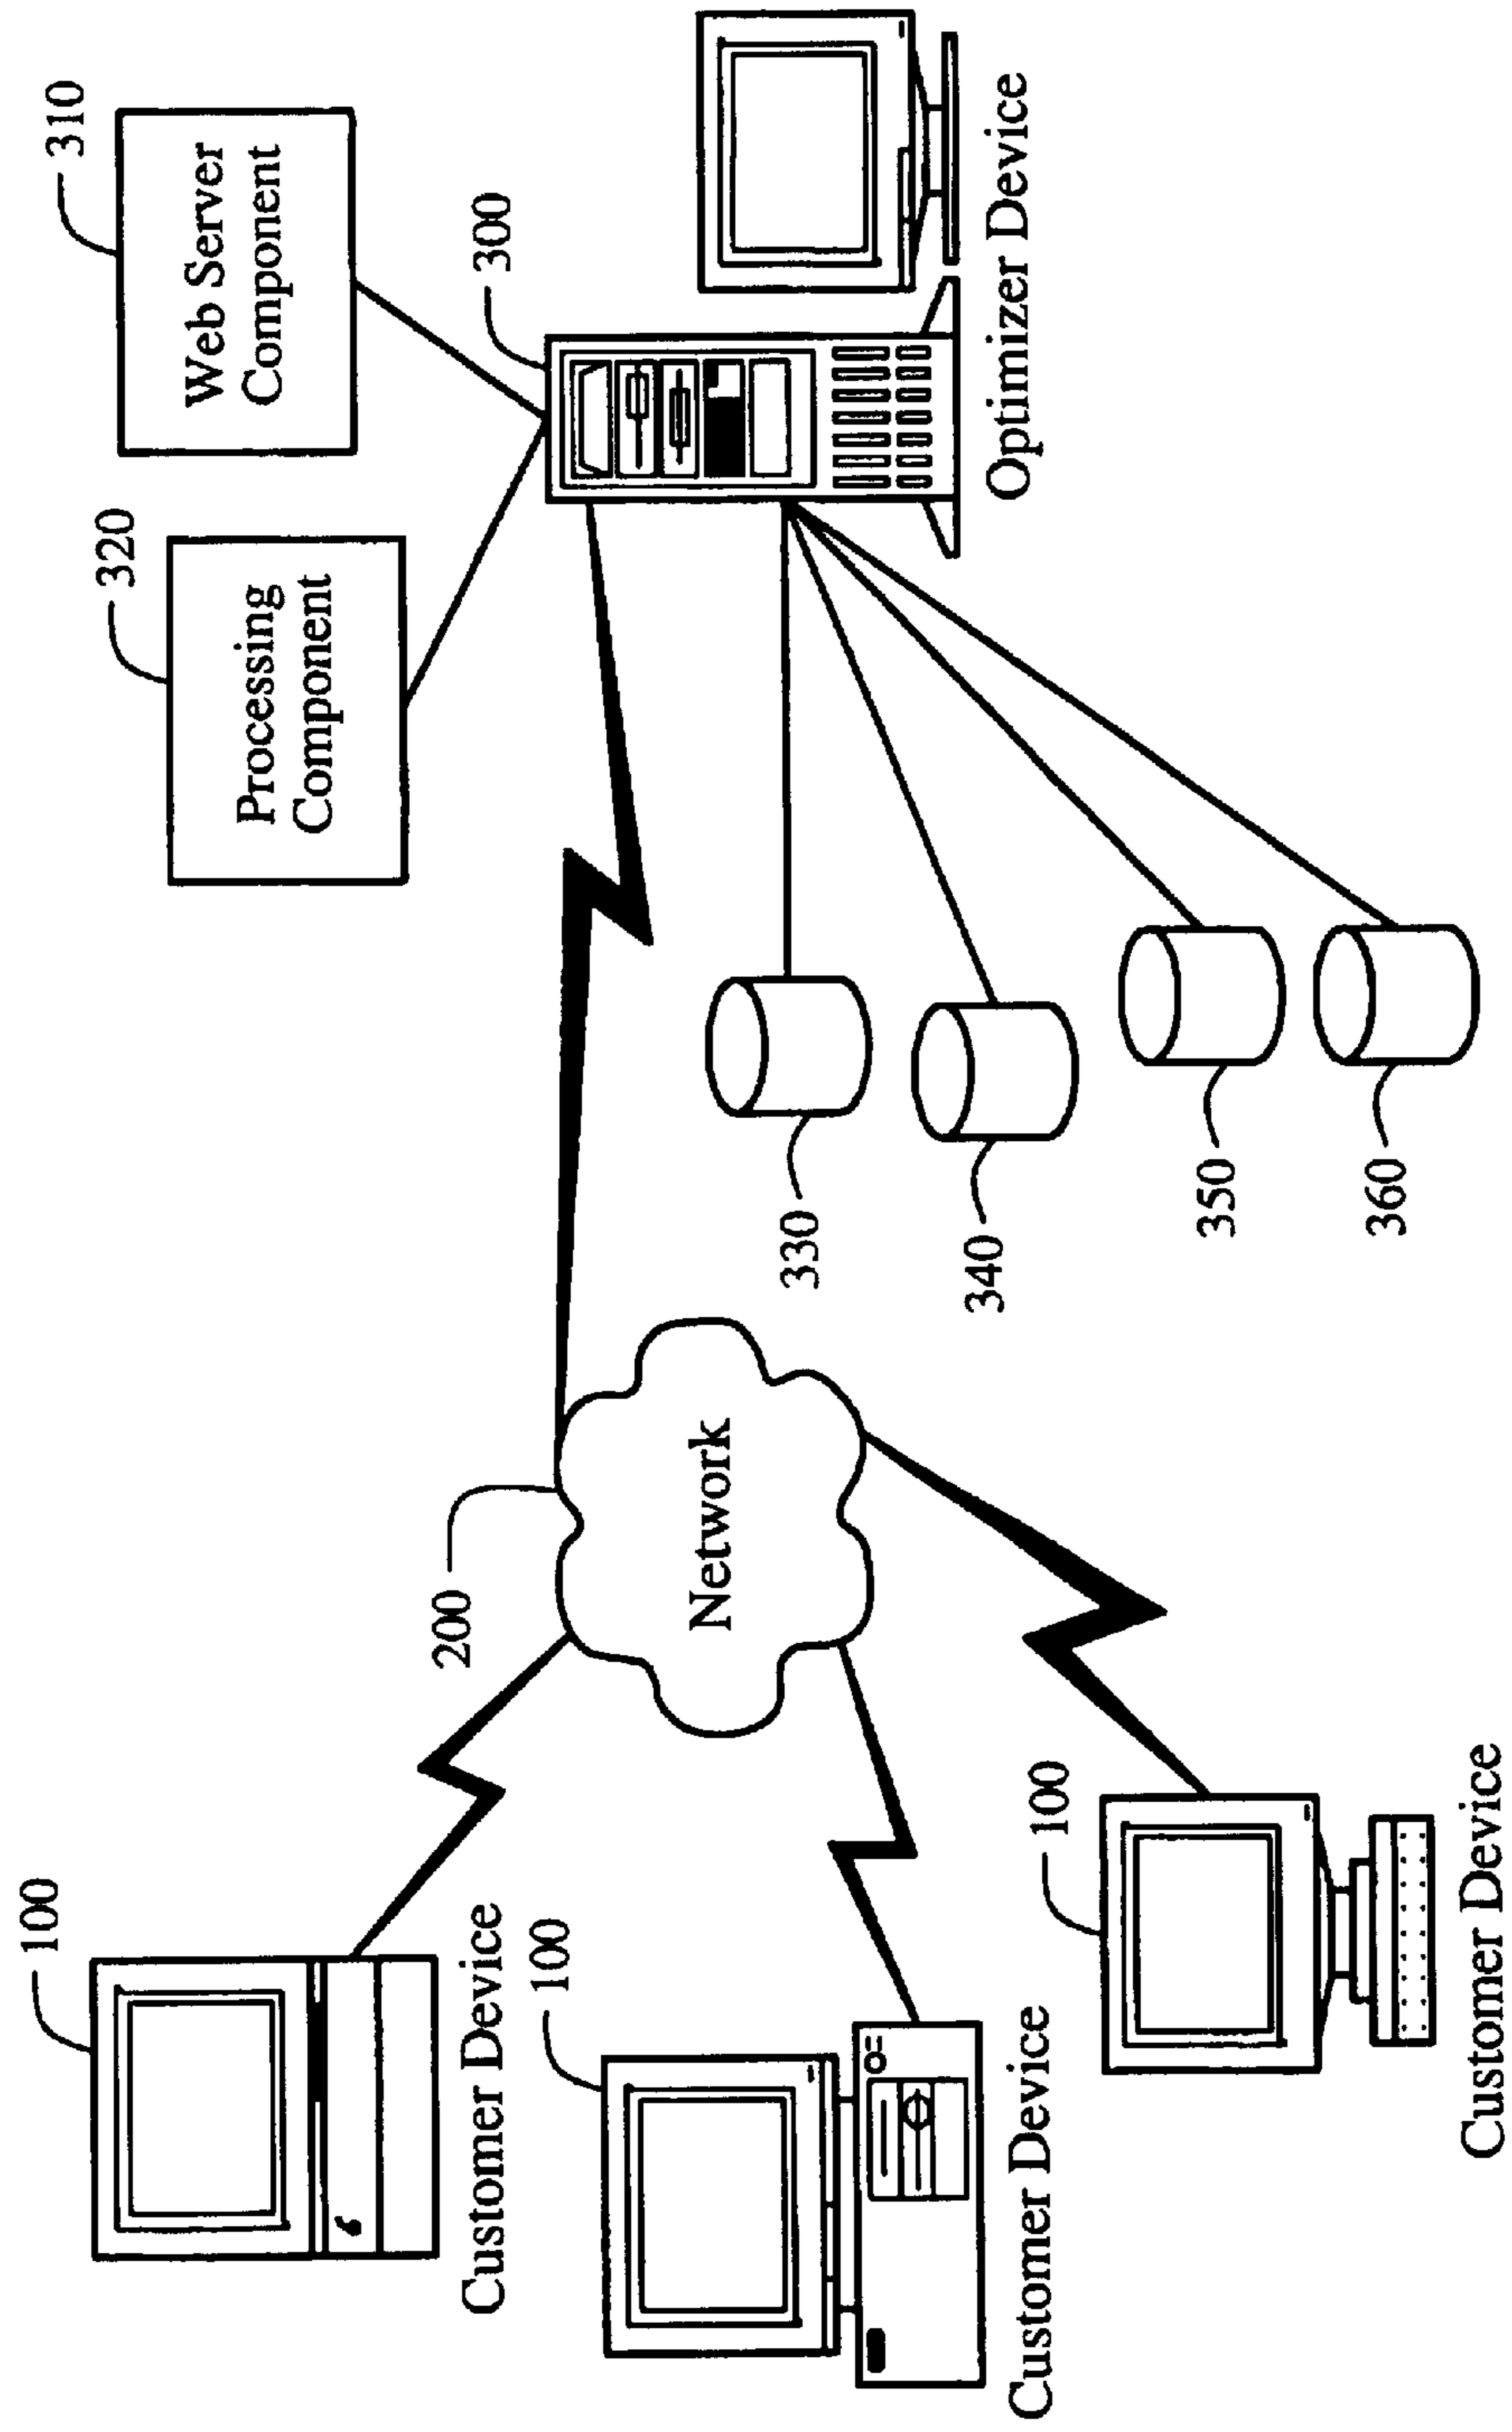 310
Web Server
Component
320
Processing
Component
300
Optimizer Device
200
Network
330
340
350
360
100
Customer Device
100
Customer Device
100
Customer Device